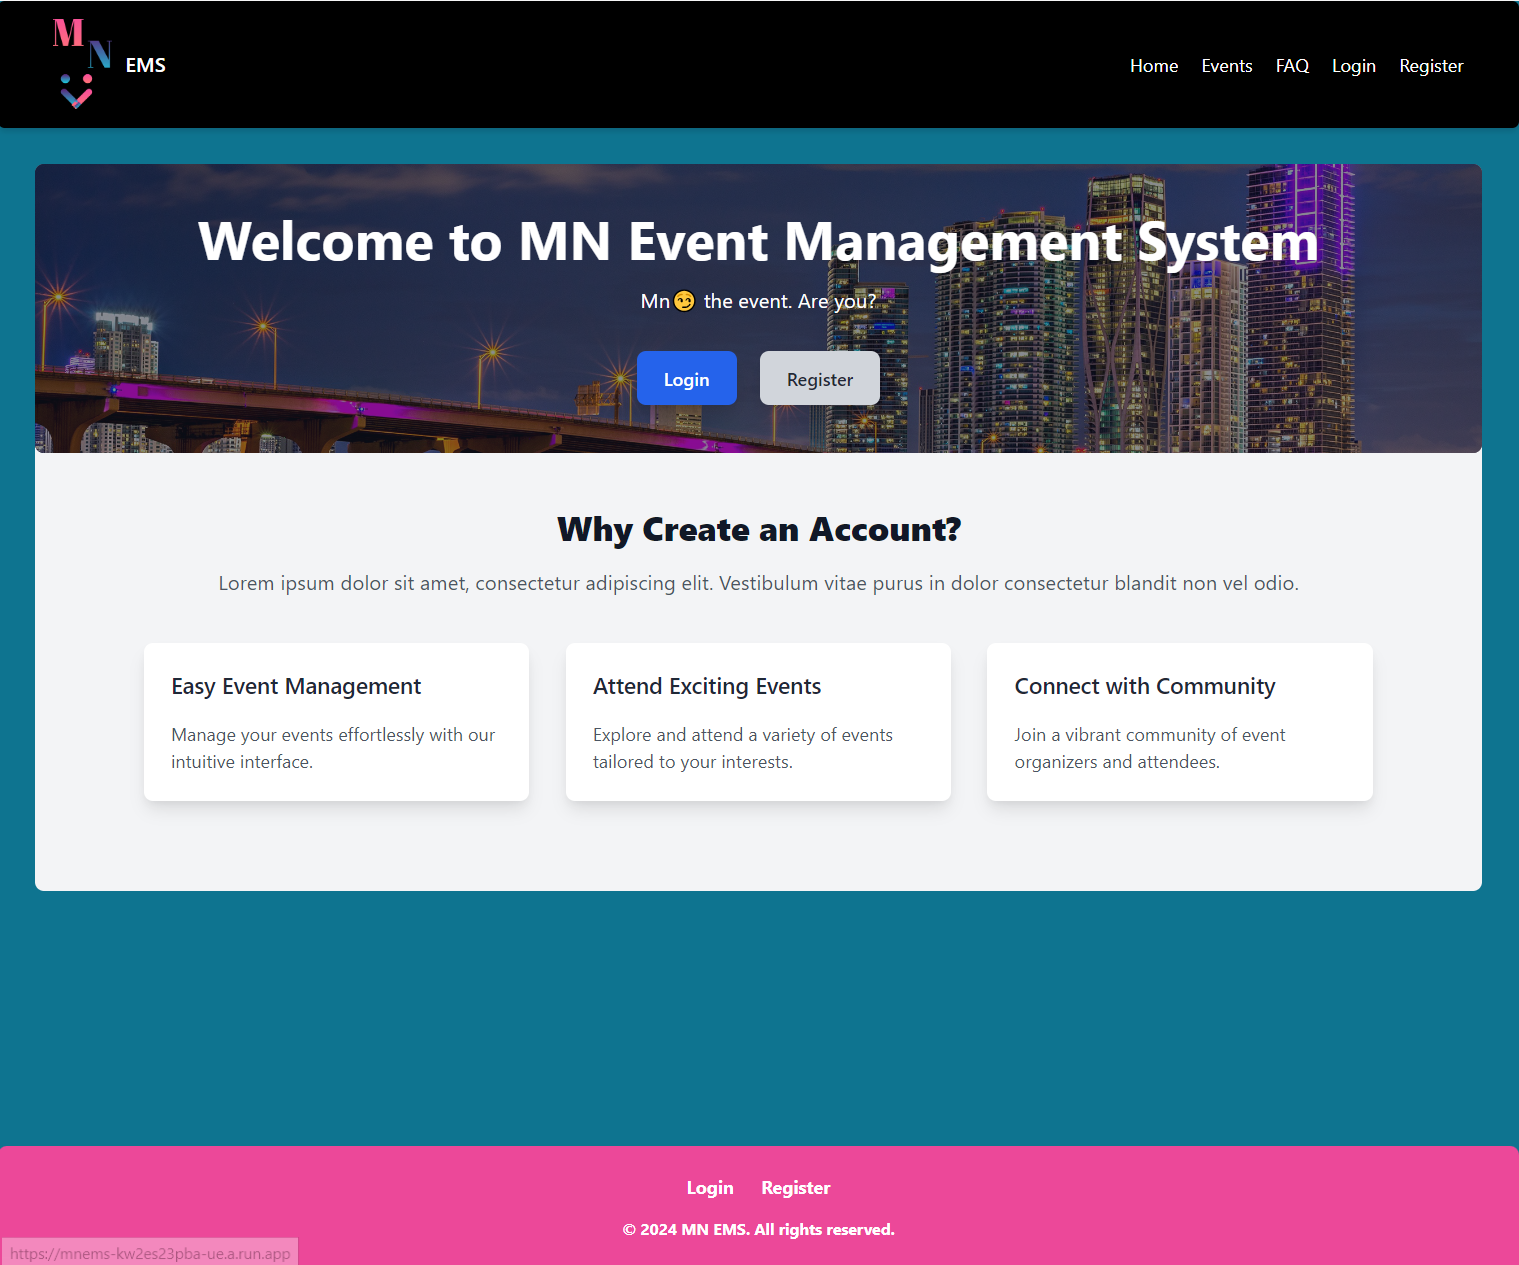 MN
EMS
Home Events FAQ Login Register
Welcome to MN Event Management System
Mn😏 the event. Are you?
Login Register
Why Create an Account?
Lorem ipsum dolor sit amet, consectetur adipiscing elit. Vestibulum vitae purus in dolor consectetur blandit non vel odio.
Easy Event Management
Manage your events effortlessly with our
intuitive interface.
Attend Exciting Events
Explore and attend a variety of events
tailored to your interests.
Connect with Community
Join a vibrant community of event
organizers and attendees.
Login Register
© 2024 MN EMS. All rights reserved.
https://mnems-kw2es23pba-ue.a.run.app